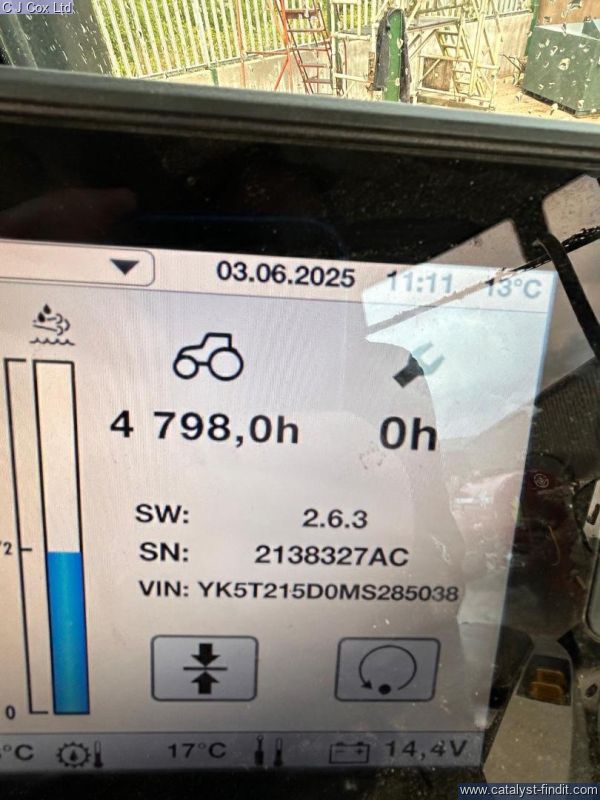 C J Cox Ltd
03.06.2025 11:11 13°C
4 798,0h 0h
SW: 2.6.3
SN: 2138327AC
VIN: YK5T215D0MS285038
/2
0
°C 17°C 14,4V
www.catalyst-findit.com